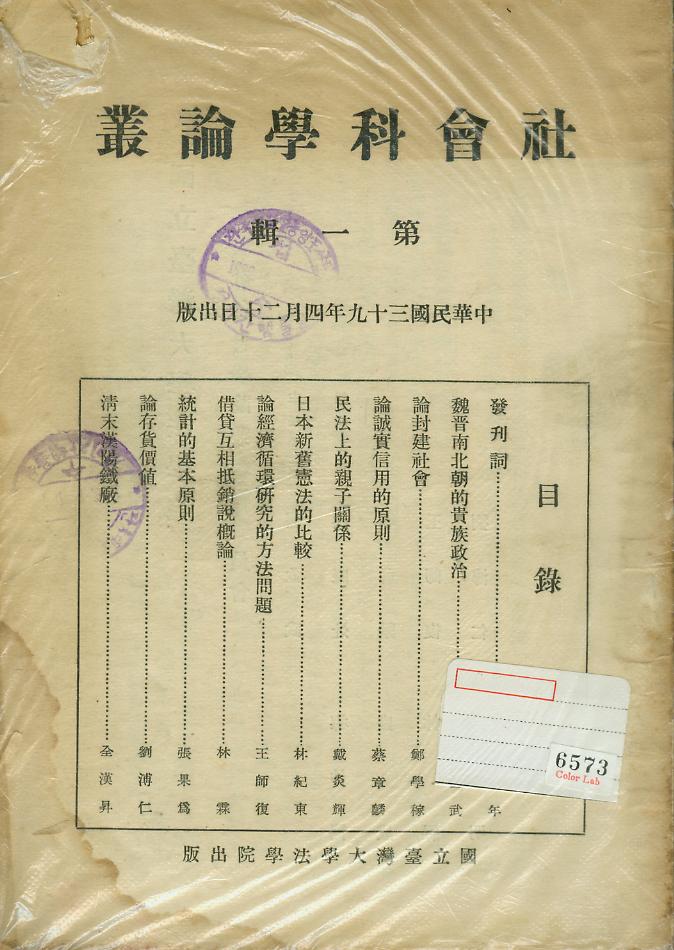 社會科學論叢
第一輯
中華民國三十九年四月二十日出版
目錄
發刊詞……年
魏晋南北朝的貴族政治……武
論封建社會……鄭學稼
論誠實信用的原則……蔡章麟
民法上的親子關係……戴炎輝
日本新舊憲法的比較……林紀東
論經濟循環研究的方法問題……王師復
借貸互相抵銷說概論……林霖
統計的基本原則……張果爲
論存貨價值……劉溥仁
淸末漢陽鐵廠……全漢昇
國立臺灣大學法學院出版
6573
Color Lab